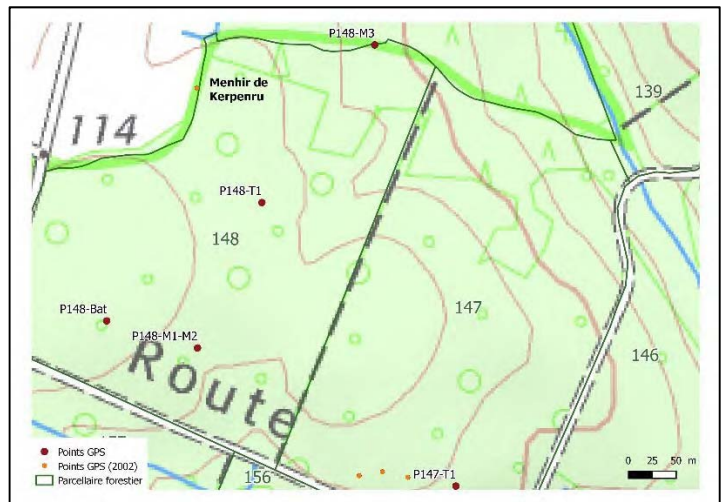 P148-M3
Menhir de
Kerpenru
139
114
P148-T1
148
P148-Bat
147
P148-M1-M2
146
Route
Points GPS
Points GPS (2002)
Parcellaire forestier
156
P147-T1
0 25 50 m